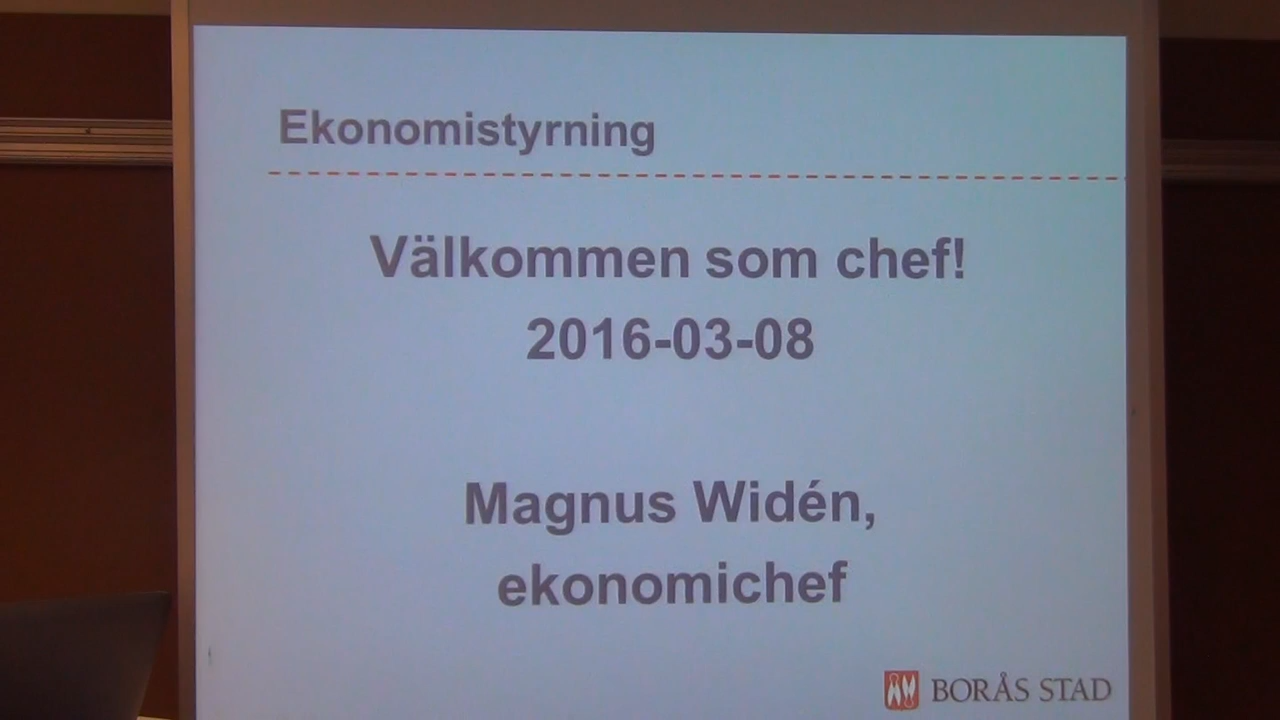 Ekonomistyrning
Välkommen som chef!
2016-03-08
Magnus Widén,
ekonomichef
BORÅS STAD